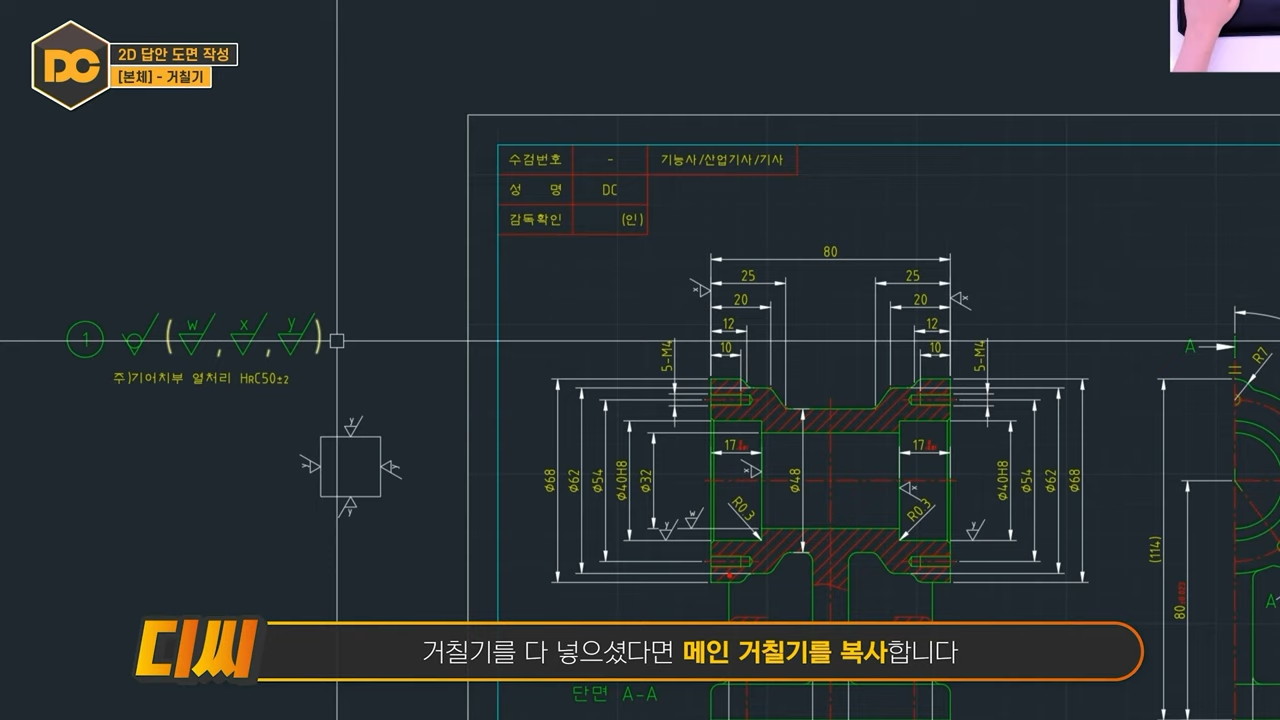 DC
2D 답안 도면 작성
[본체] - 거칠기
수검번호 - 기능사/산업기사/기사
성 명 DC
감독확인 (인)
80
25 25
20 20
12 12
10 10
5-M4 5-M4
x x
1 ( w , x , y )
주)기어치부 열처리 HRC50±2
A
R7
y
y y
y
17 17
x x
ø68 ø62 ø54 ø40H8 ø32 ø48 ø40H8 ø54 ø62 ø68
R0.3 R0.3
y w y
(114)
80
A
디씨
거칠기를 다 넣으셨다면 메인 거칠기를 복사합니다
단면 A-A